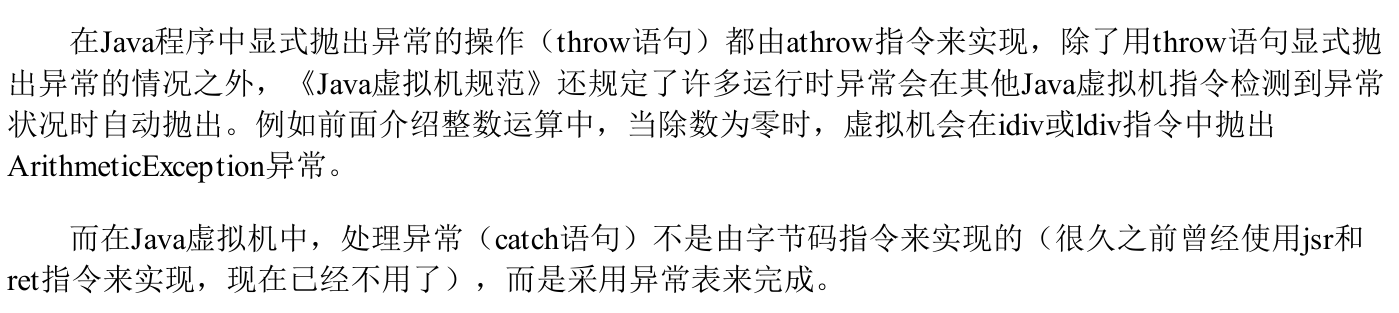 在Java程序中显式抛出异常的操作（throw语句）都由athrow指令来实现，除了用throw语句显式抛
出异常的情况之外，《Java虚拟机规范》还规定了许多运行时异常会在其他Java虚拟机指令检测到异常
状况时自动抛出。例如前面介绍整数运算中，当除数为零时，虚拟机会在idiv或ldiv指令中抛出
ArithmeticException异常。
而在Java虚拟机中，处理异常（catch语句）不是由字节码指令来实现的（很久之前曾经使用jsr和
ret指令来实现，现在已经不用了），而是采用异常表来完成。